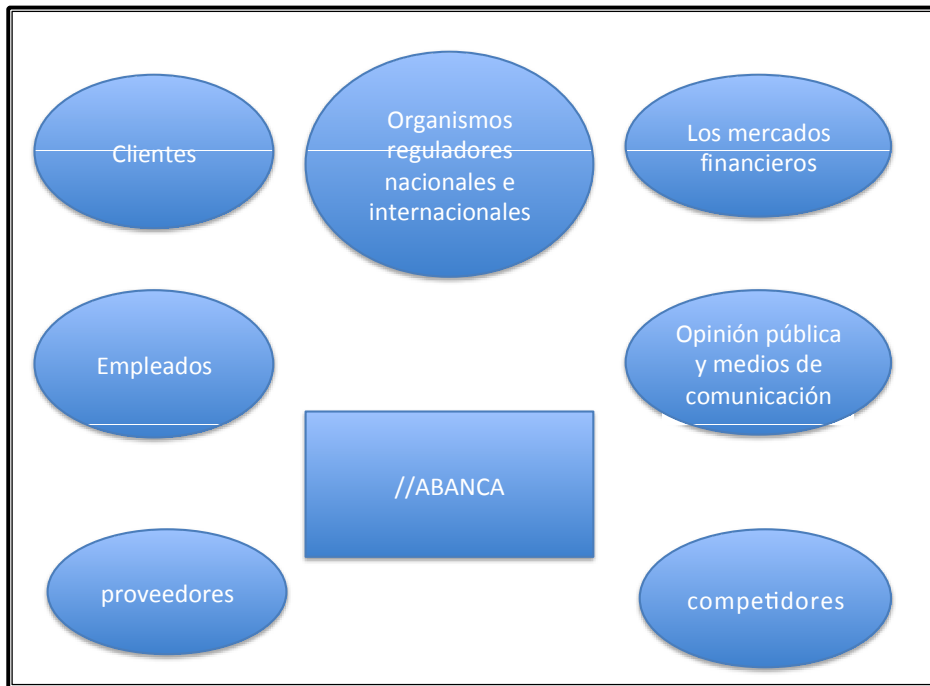 Clientes
Organismos
reguladores
nacionales e
internacionales
Los mercados
financieros
Empleados
Opinión pública
y medios de
comunicación
//ABANCA
proveedores
competidores